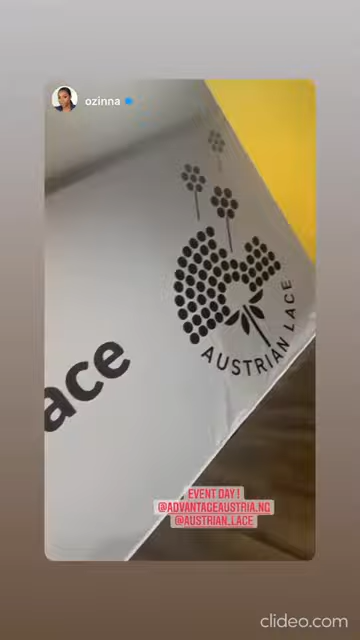 ozinna
AUSTRIAN LACE
ace
EVENT DAY !
@ADVANTAGEAUSTRIA.NG
@AUSTRIAN_LACE
clideo.com